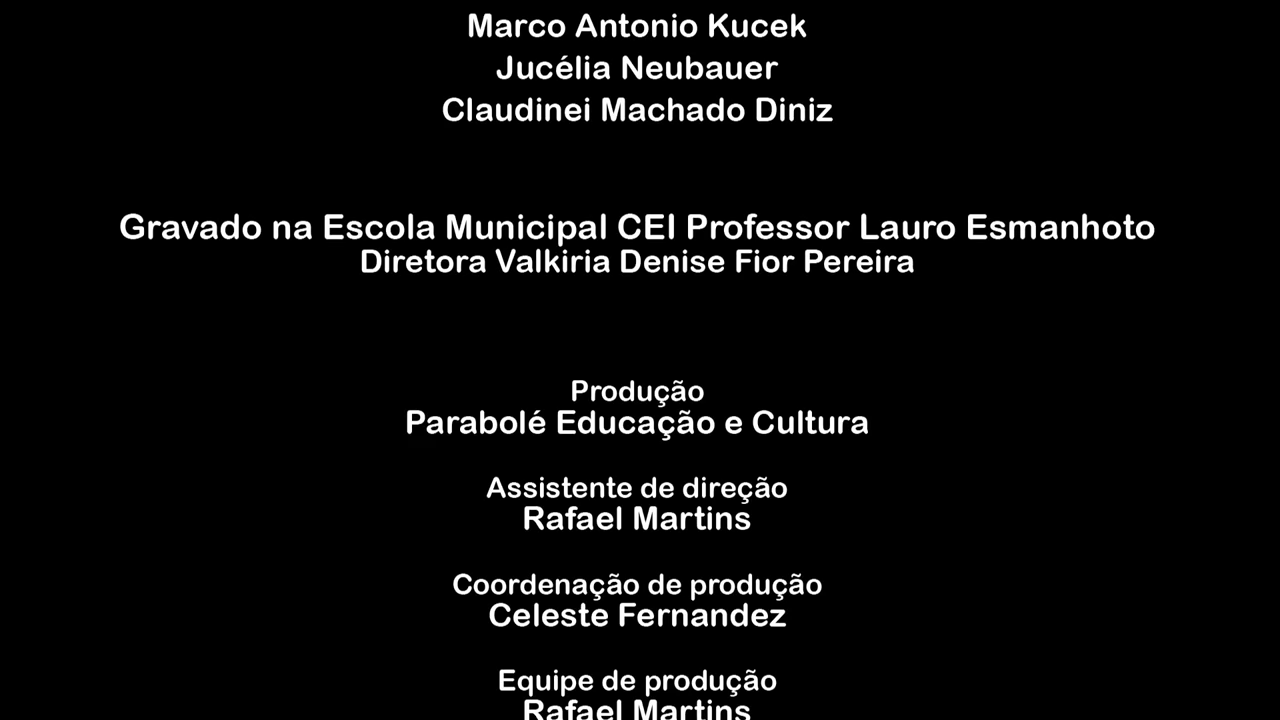 Marco Antonio Kucek
Jucélia Neubauer
Claudinei Machado Diniz
Gravado na Escola Municipal CEI Professor Lauro Esmanhoto
Diretora Valkiria Denise Fior Pereira
Produção
Parabolé Educação e Cultura
Assistente de direção
Rafael Martins
Coordenação de produção
Celeste Fernandez
Equipe de produção
Rafael Martins